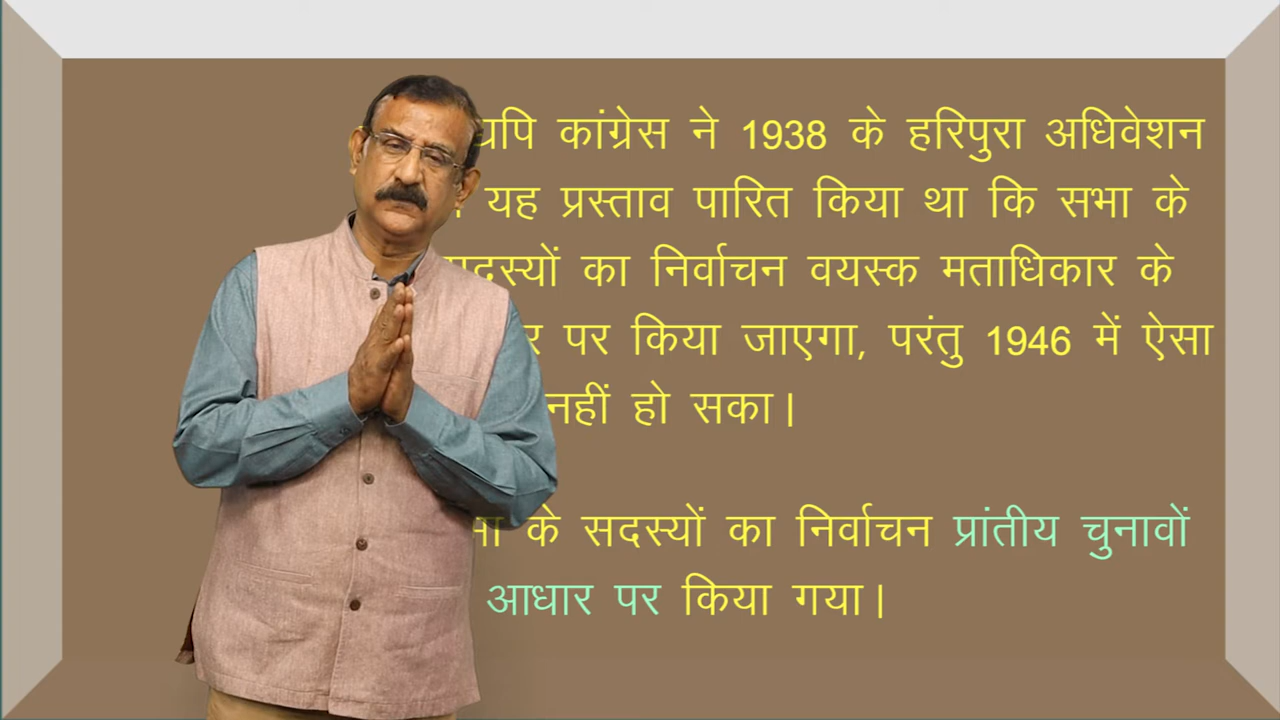 कांग्रेस ने 1938 के हरिपुरा अधिवेशन
यह प्रस्ताव पारित किया था कि सभा के
का निर्वाचन वयस्क मताधिकार के
पर किया जाएगा, परंतु 1946 में ऐसा
नहीं हो सका।
के सदस्यों का निर्वाचन प्रांतीय चुनावों
आधार पर किया गया।